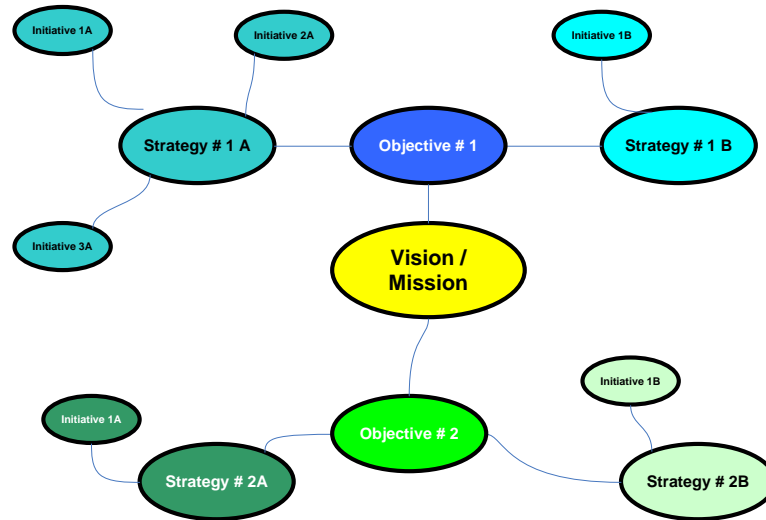 Initiative 1A
Initiative 2A
Initiative 1B
Strategy # 1 A
Objective # 1
Strategy # 1 B
Initiative 3A
Vision /
Mission
Initiative 1B
Initiative 1A
Objective # 2
Strategy # 2A
Strategy # 2B